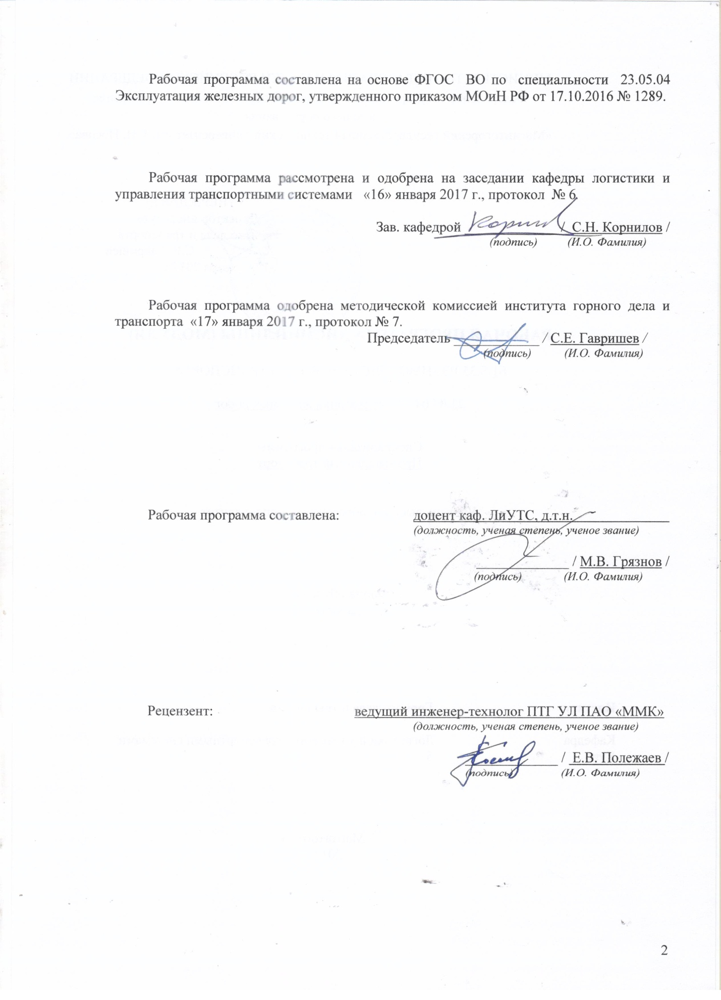 Рабочая программа составлена на основе ФГОС ВО по специальности 23.05.04
Эксплуатация железных дорог, утвержденного приказом МОиН РФ от 17.10.2016 № 1289.
Рабочая программа рассмотрена и одобрена на заседании кафедры логистики и
управления транспортными системами «16» января 2017 г., протокол № 6.
Зав. кафедрой ______________ / С.Н. Корнилов /
(подпись) (И.О. Фамилия)
Рабочая программа одобрена методической комиссией института горного дела и
транспорта «17» января 2017 г., протокол № 7.
Председатель ____________ / С.Е. Гавришев /
(подпись) (И.О. Фамилия)
Рабочая программа составлена: доцент каф. ЛиУТС, д.т.н.
(должность, ученая степень, ученое звание)
_____________ / М.В. Грязнов /
(подпись) (И.О. Фамилия)
Рецензент: ведущий инженер-технолог ПТГ УЛ ПАО «ММК»
(должность, ученая степень, ученое звание)
_____________ / Е.В. Полежаев /
(подпись) (И.О. Фамилия)
2